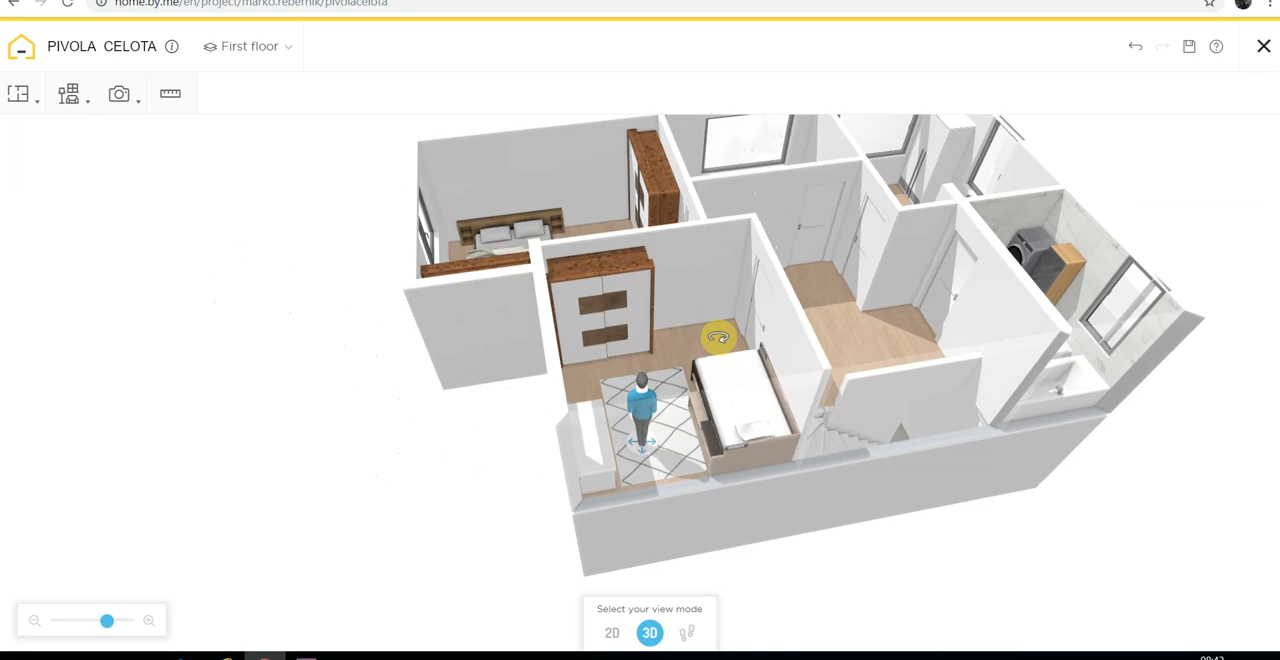 home.by.me/en/project/marko.rebernik/pivolacelota
PIVOLA CELOTA
First floor
Select your view mode
2D 3D